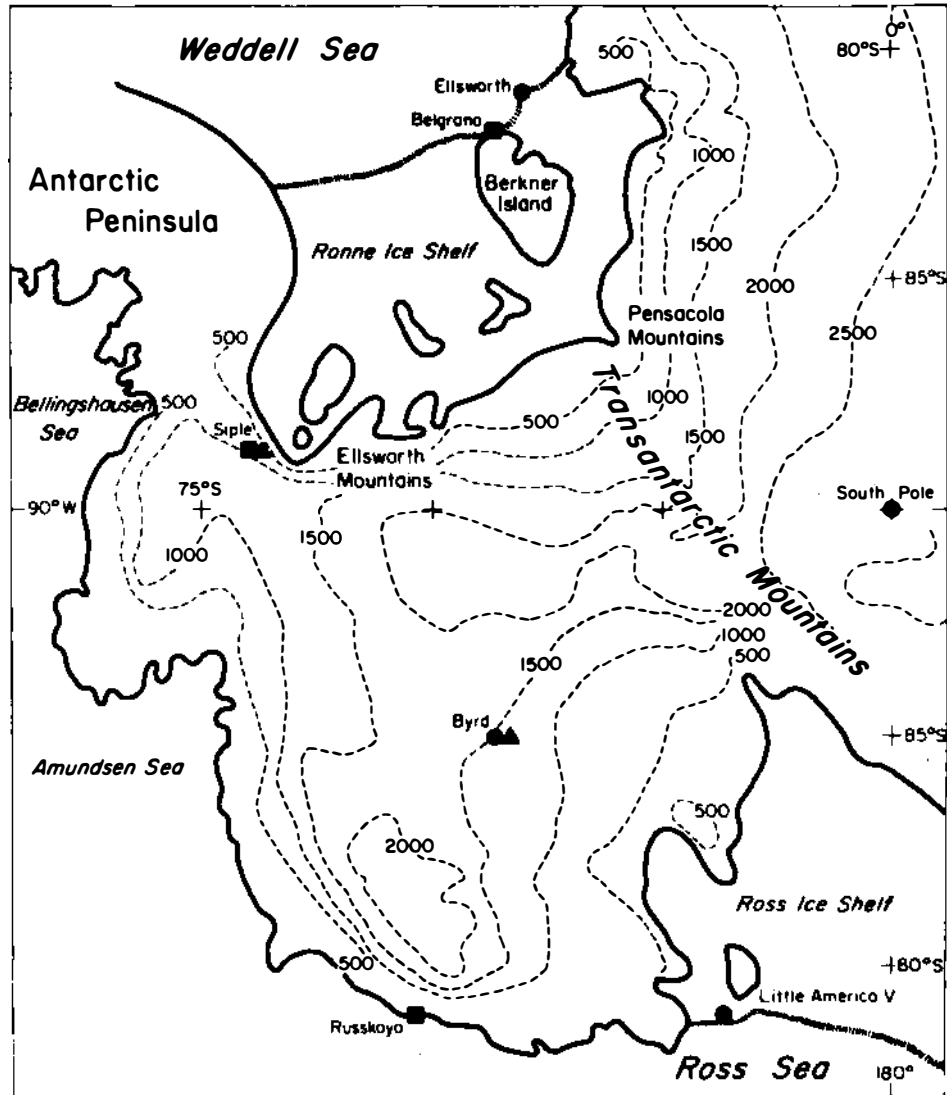 Weddell Sea
0°
80°S
500
Ellsworth
Belgrano
1000
Antarctic
Peninsula
Berkner
Island
Ronne Ice Shelf
1500
85°S
2000
Pensacola
Mountains
2500
500
Bellingshausen
Sea
500
1000
Transantarctic Mountains
500
Siple
1500
Ellsworth
Mountains
75°S
South Pole
90°W
1500
1000
2000
1000
500
1500
Byrd
85°S
Amundsen Sea
500
2000
Ross Ice Shelf
500
80°S
Little America V
Russkaya
Ross Sea
180°